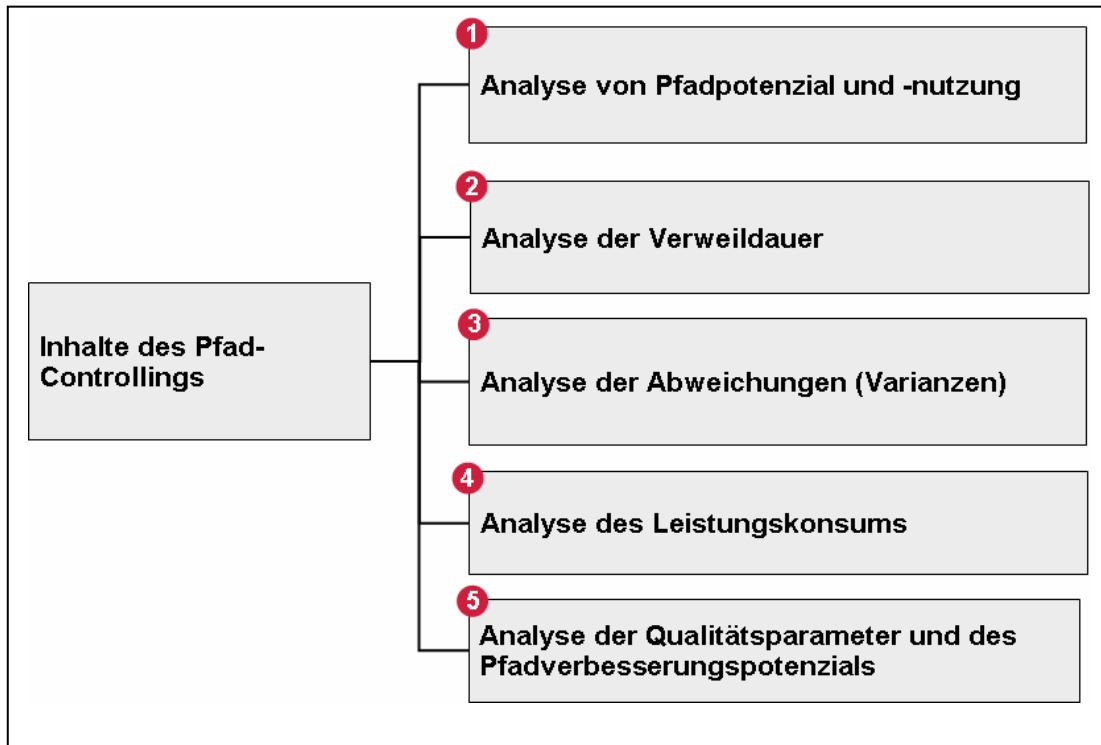 Inhalte des Pfad-
Controllings
1
Analyse von Pfadpotenzial und -nutzung
2
Analyse der Verweildauer
3
Analyse der Abweichungen (Varianzen)
4
Analyse des Leistungskonsums
5
Analyse der Qualitätsparameter und des
Pfadverbesserungspotenzials